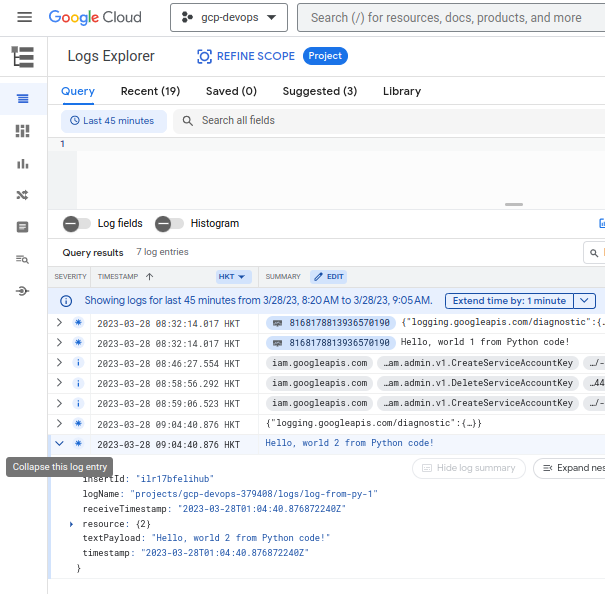 Google Cloud
gcp-devops
Search (/) for resources, docs, products, and more
Logs Explorer
REFINE SCOPE
Project
Query
Recent (19)
Saved (0)
Suggested (3)
Library
Last 45 minutes
Search all fields
1
Log fields
Histogram
Query results
7 log entries
SEVERITY
TIMESTAMP
HKT
SUMMARY
EDIT
Showing logs for last 45 minutes from 3/28/23, 8:20 AM to 3/28/23, 9:05 AM.
Extend time by: 1 minute
2023-03-28 08:32:14.017 HKT 8168178813936570190 {"logging.googleapis.com/diagnostic":{…
2023-03-28 08:32:14.017 HKT 8168178813936570190 Hello, world 1 from Python code!
2023-03-28 08:46:27.554 HKT iam.googleapis.com …am.admin.v1.CreateServiceAccountKey …/-
2023-03-28 08:58:56.292 HKT iam.googleapis.com …am.admin.v1.DeleteServiceAccountKey …44
2023-03-28 08:59:06.523 HKT iam.googleapis.com …am.admin.v1.CreateServiceAccountKey …/-
2023-03-28 09:04:40.876 HKT {"logging.googleapis.com/diagnostic":{…}}
2023-03-28 09:04:40.876 HKT Hello, world 2 from Python code!
Collapse this log entry
Hide log summary
Expand nes
insertId: "ilr17bfelihub"
logName: "projects/gcp-devops-379408/logs/log-from-py-1"
receiveTimestamp: "2023-03-28T01:04:40.876872240Z"
resource: {2}
textPayload: "Hello, world 2 from Python code!"
timestamp: "2023-03-28T01:04:40.876872240Z"
}